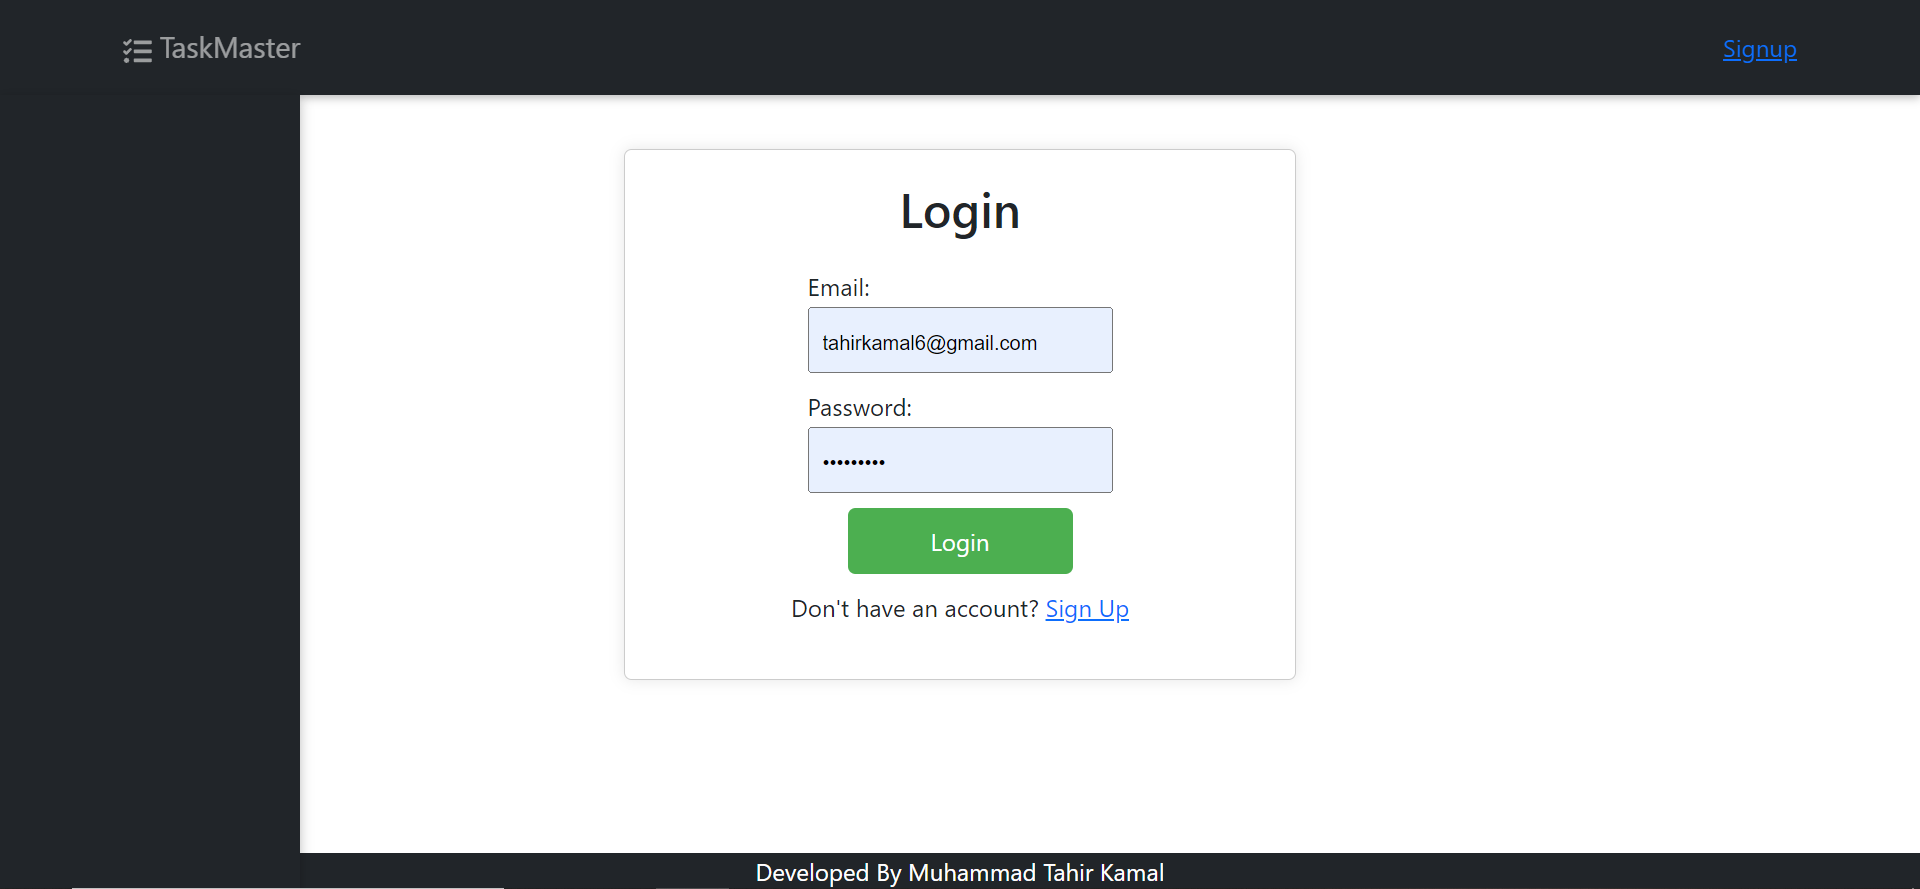 TaskMaster
Signup
Login
Email:
tahirkamal6@gmail.com
Password:
•••••••••
Login
Don't have an account? Sign Up
Developed By Muhammad Tahir Kamal